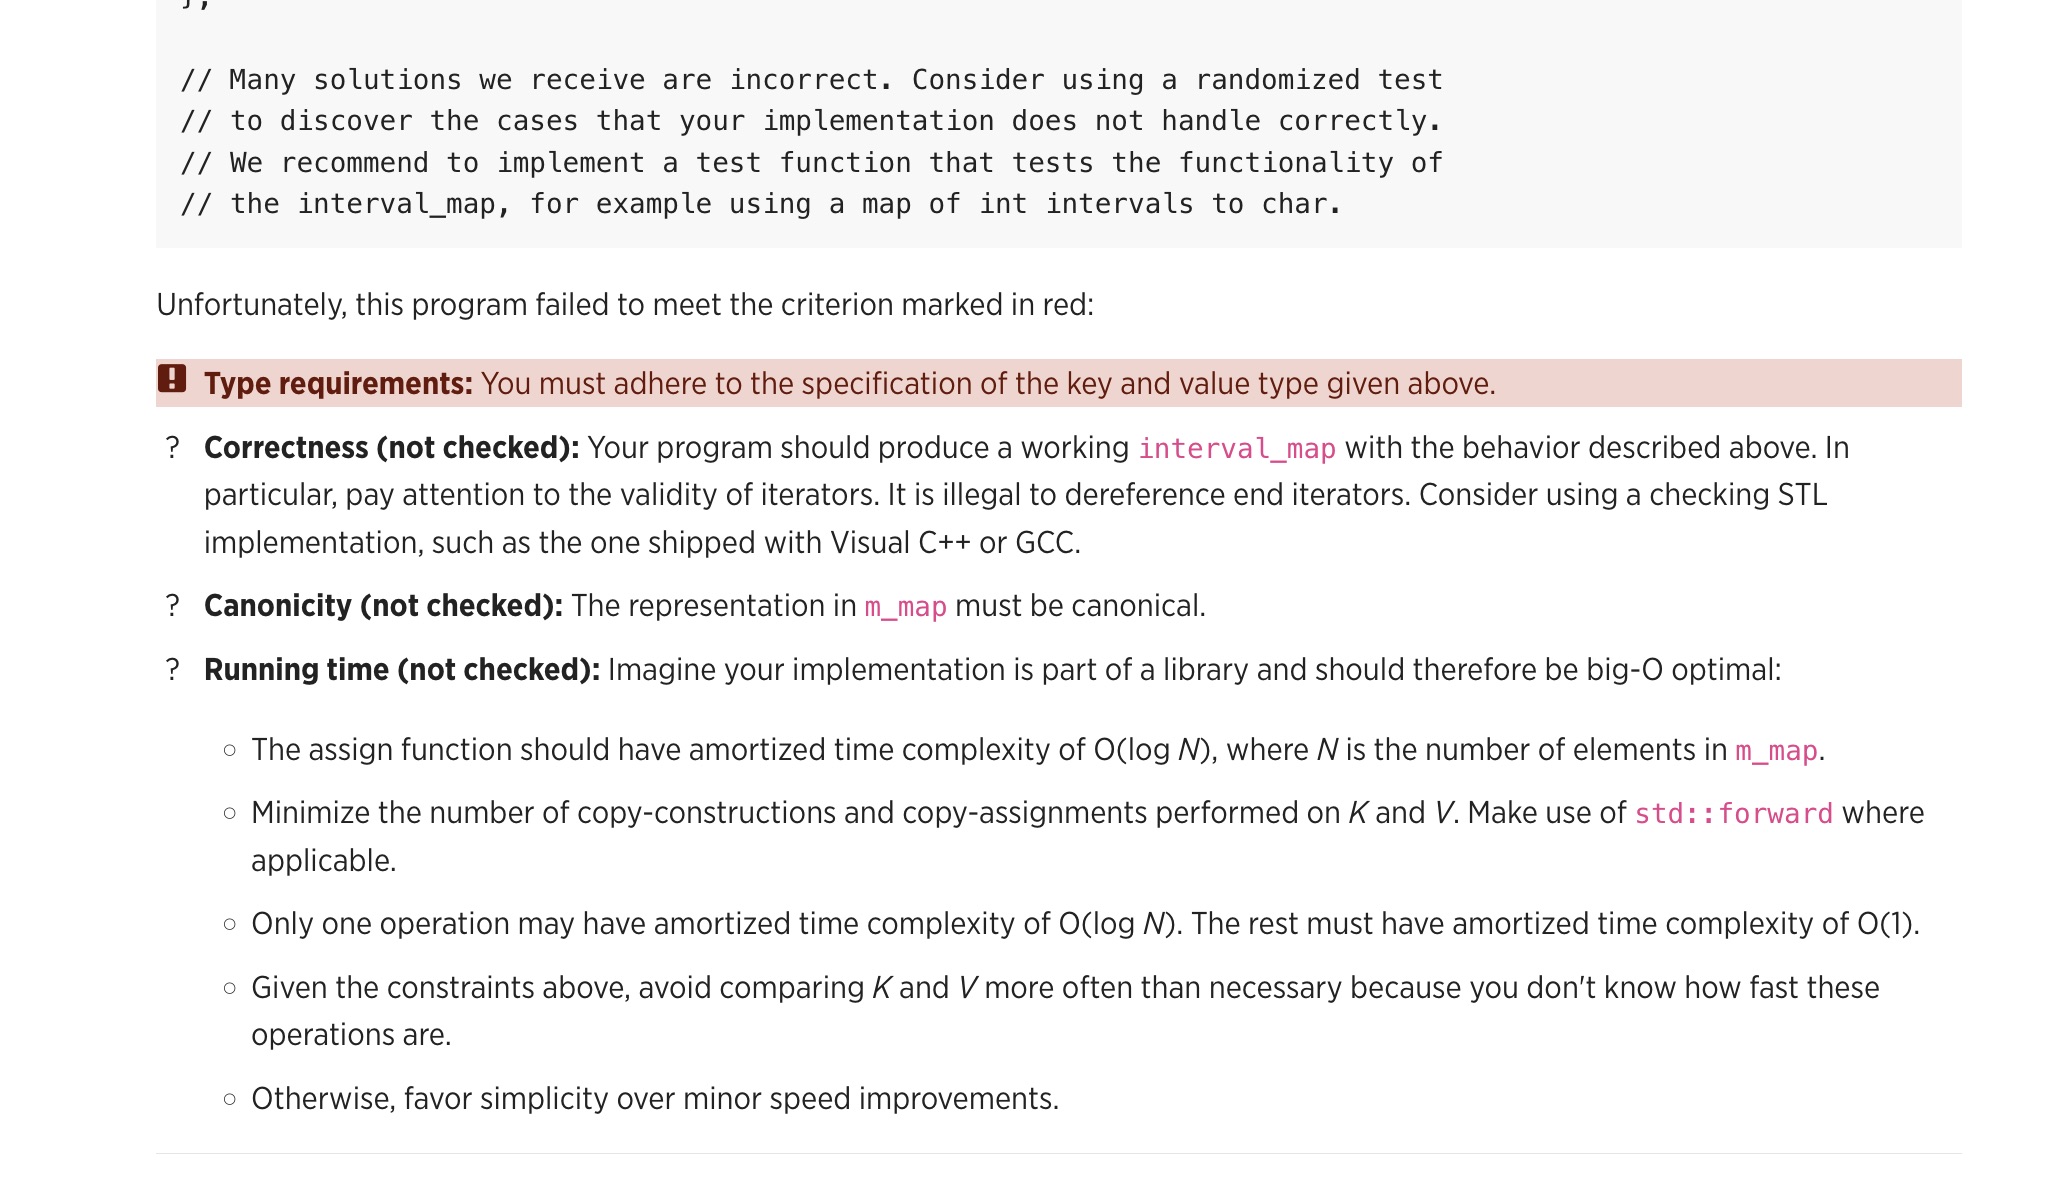 };
// Many solutions we receive are incorrect. Consider using a randomized test
// to discover the cases that your implementation does not handle correctly.
// We recommend to implement a test function that tests the functionality of
// the interval_map, for example using a map of int intervals to char.
Unfortunately, this program failed to meet the criterion marked in red:
Type requirements: You must adhere to the specification of the key and value type given above.
? Correctness (not checked): Your program should produce a working interval_map with the behavior described above. In
particular, pay attention to the validity of iterators. It is illegal to dereference end iterators. Consider using a checking STL
implementation, such as the one shipped with Visual C++ or GCC.
? Canonicity (not checked): The representation in m_map must be canonical.
? Running time (not checked): Imagine your implementation is part of a library and should therefore be big-O optimal:
○ The assign function should have amortized time complexity of O(log N), where N is the number of elements in m_map.
○ Minimize the number of copy-constructions and copy-assignments performed on K and V. Make use of std::forward where
applicable.
○ Only one operation may have amortized time complexity of O(log N). The rest must have amortized time complexity of O(1).
○ Given the constraints above, avoid comparing K and V more often than necessary because you don't know how fast these
operations are.
○ Otherwise, favor simplicity over minor speed improvements.